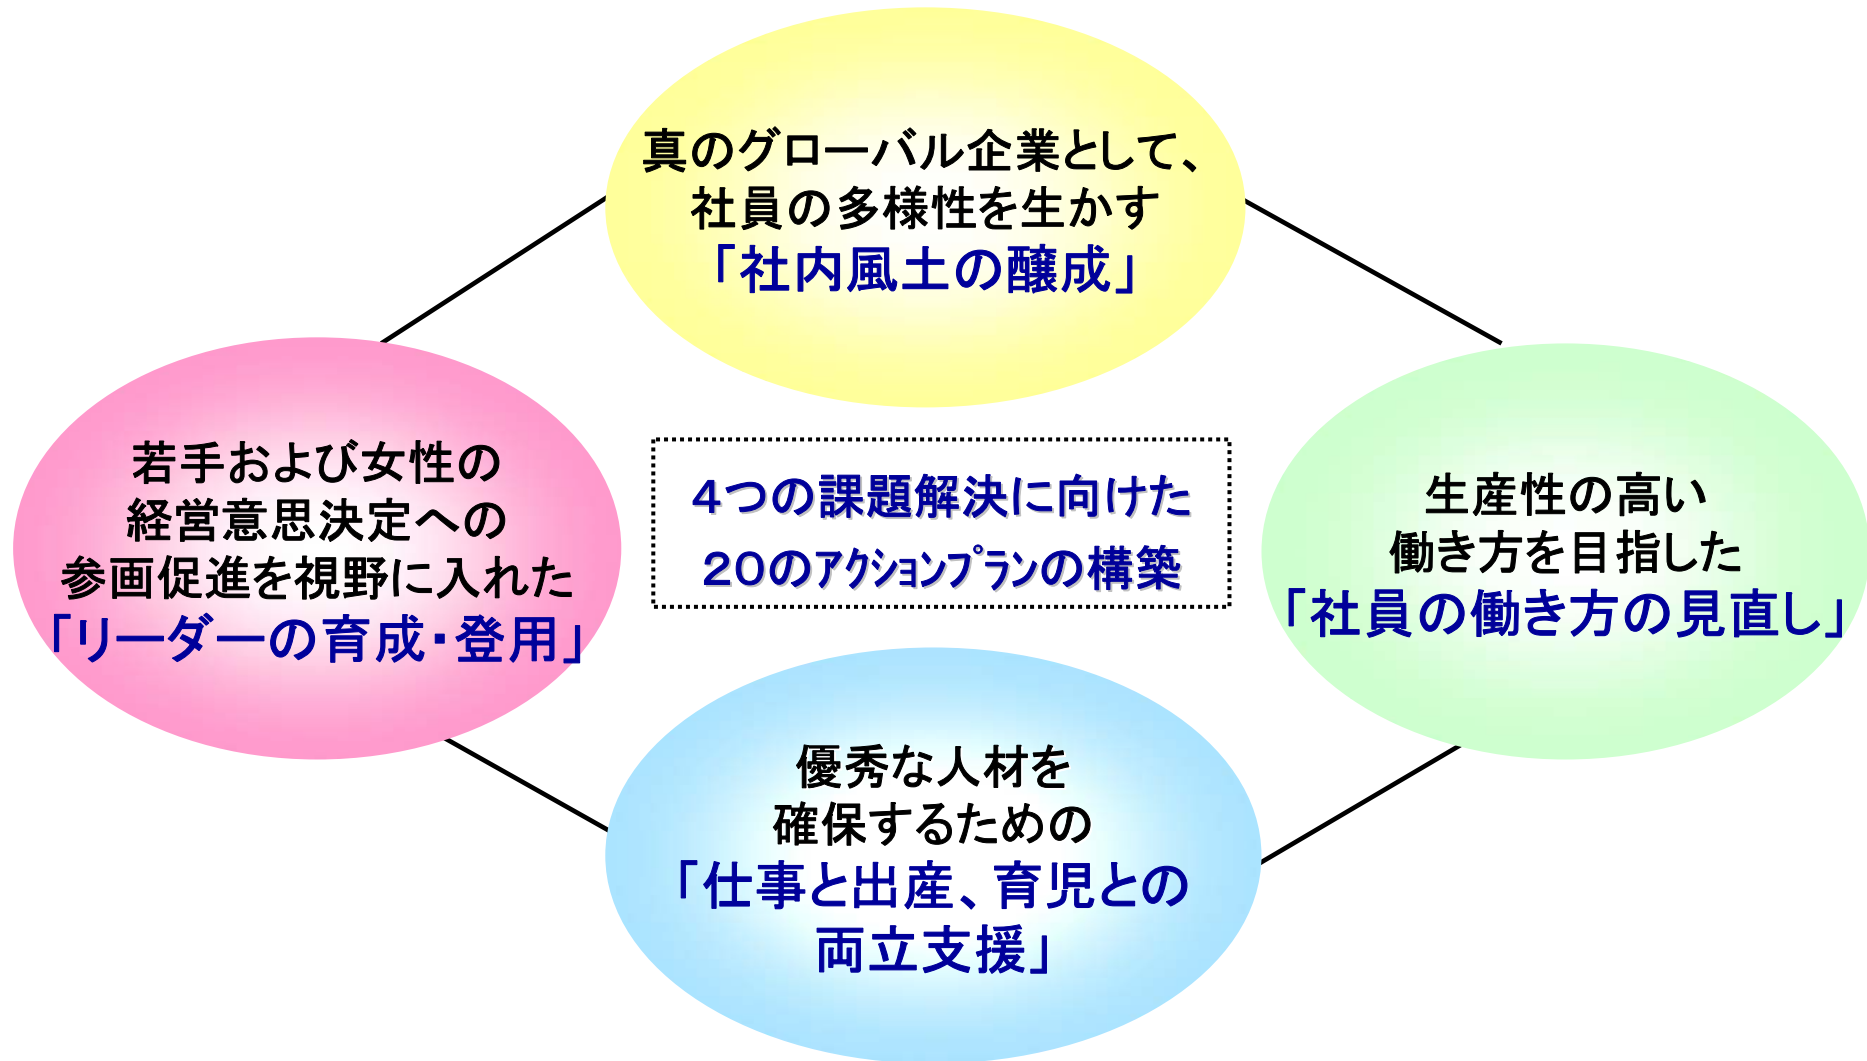 真のグローバル企業として、
社員の多様性を生かす
「社内風土の醸成」
若手および女性の
経営意思決定への
参画促進を視野に入れた
「リーダーの育成・登用」
４つの課題解決に向けた
２０のｱｸｼｮﾝﾌﾟﾗﾝの構築
生産性の高い
働き方を目指した
「社員の働き方の見直し」
優秀な人材を
確保するための
「仕事と出産、育児との
両立支援」